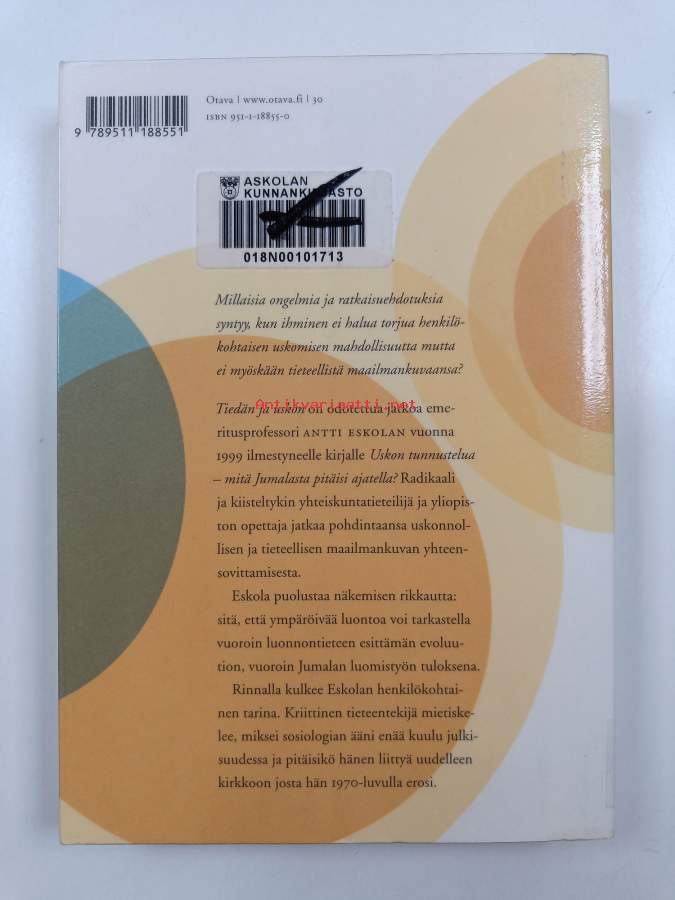 Otava | www.otava.fi | 30
ISBN 951-1-18855-0
9 789511 188551
ASKOLAN
KUNNANKIRJASTO
018N00101713
Millaisia ongelmia ja ratkaisuehdotuksia
syntyy, kun ihminen ei halua torjua henkilö-
kohtaisen uskomisen mahdollisuutta mutta
ei myöskään tieteellistä maailmankuvaansa?
Antikvariaatti.net
Tiedän ja uskon on odotettua jatkoa eme-
ritusprofessori ANTTI ESKOLAN vuonna
1999 ilmestyneelle kirjalle Uskon tunnustelua
– mitä Jumalasta pitäisi ajatella? Radikaali
ja kiisteltykin yhteiskuntatieteilijä ja yliopis-
ton opettaja jatkaa pohdintaansa uskonnol-
lisen ja tieteellisen maailmankuvan yhteen-
sovittamisesta.
Eskola puolustaa näkemisen rikkautta:
sitä, että ympäröivää luontoa voi tarkastella
vuoroin luonnontieteen esittämän evoluu-
tion, vuoroin Jumalan luomistyön tuloksena.
Rinnalla kulkee Eskolan henkilökohtai-
nen tarina. Kriittinen tieteentekijä mietiske-
lee, miksei sosiologian ääni enää kuulu julki-
suudessa ja pitäisikö hänen liittyä uudelleen
kirkkoon josta hän 1970-luvulla erosi.